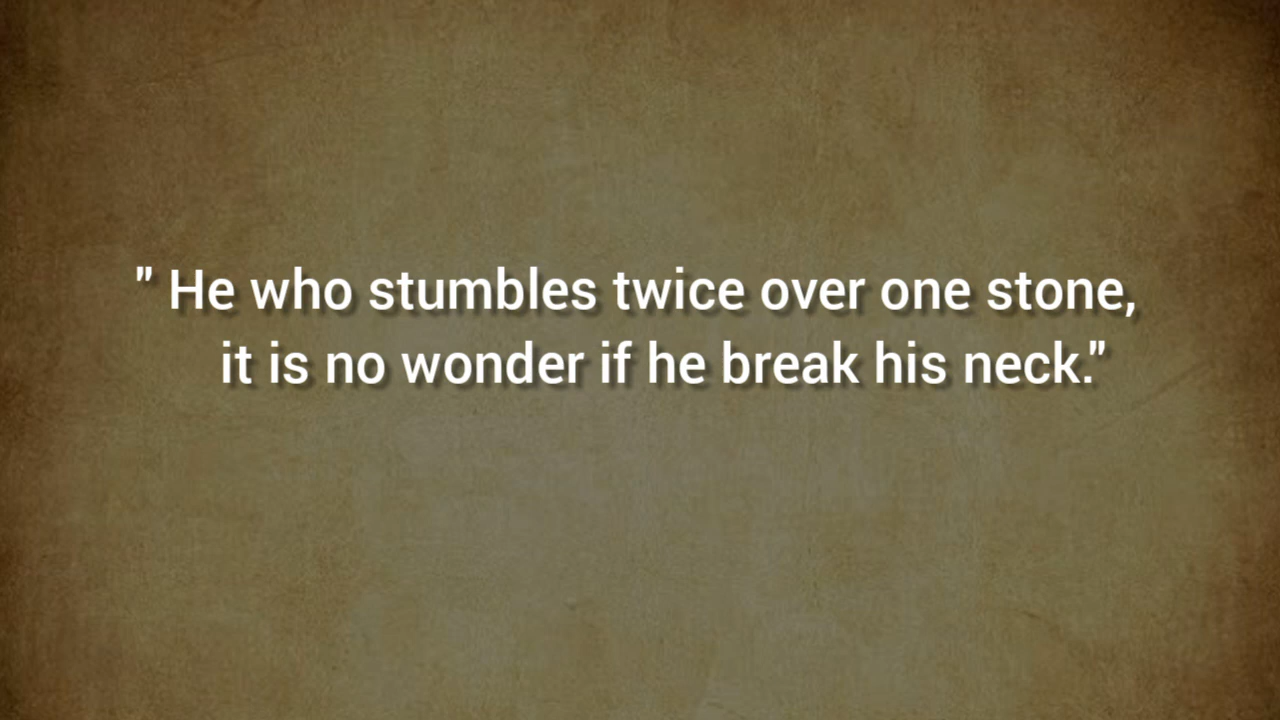 " He who stumbles twice over one stone,
it is no wonder if he break his neck."